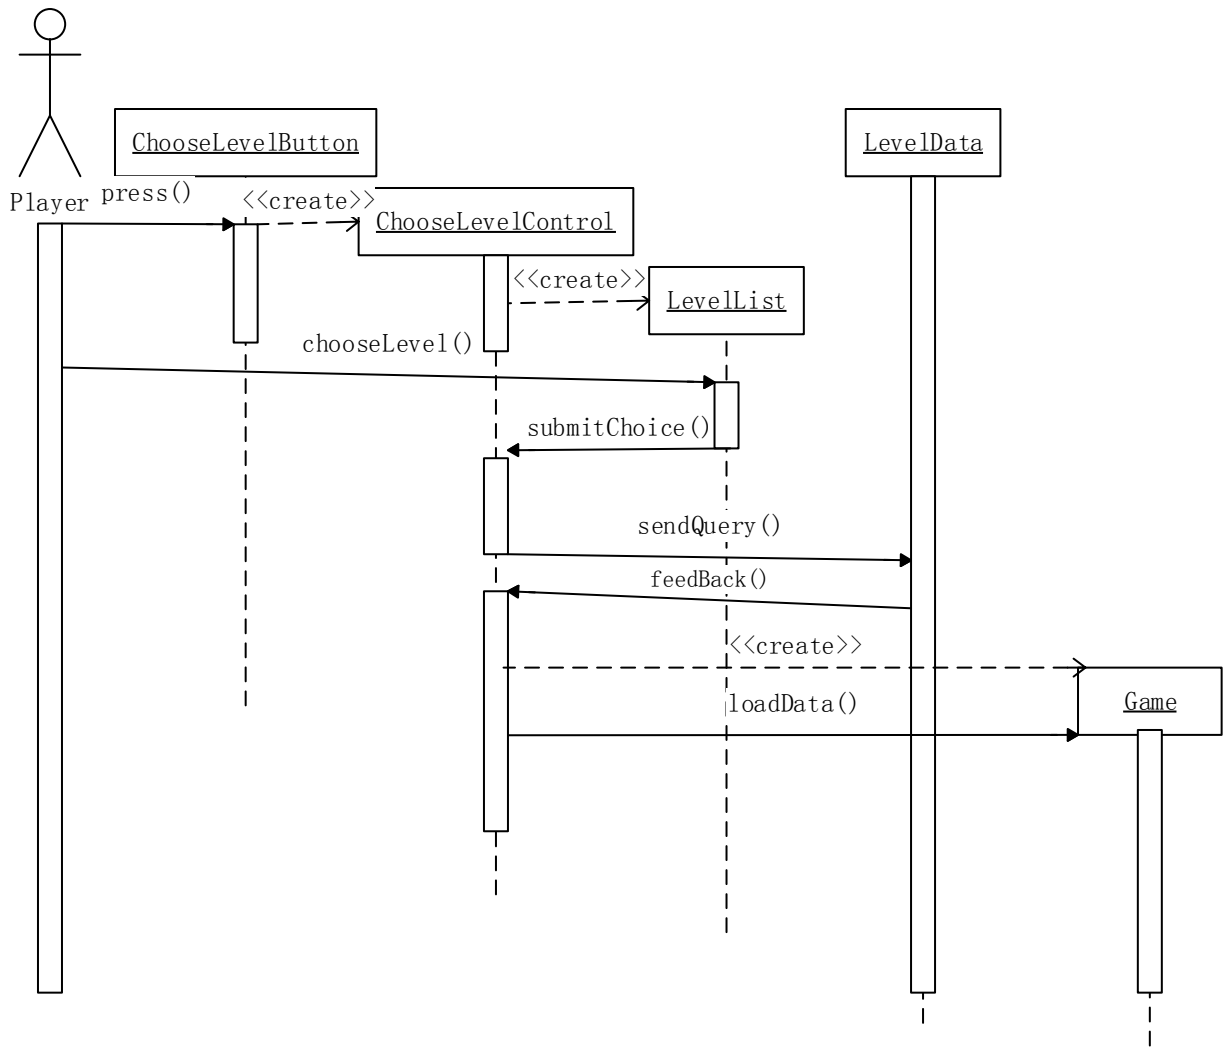 ChooseLevelButton
LevelData
Player
press()
<<create>>
ChooseLevelControl
<<create>>
LevelList
chooseLevel()
submitChoice()
sendQuery()
feedBack()
<<create>>
loadData()
Game